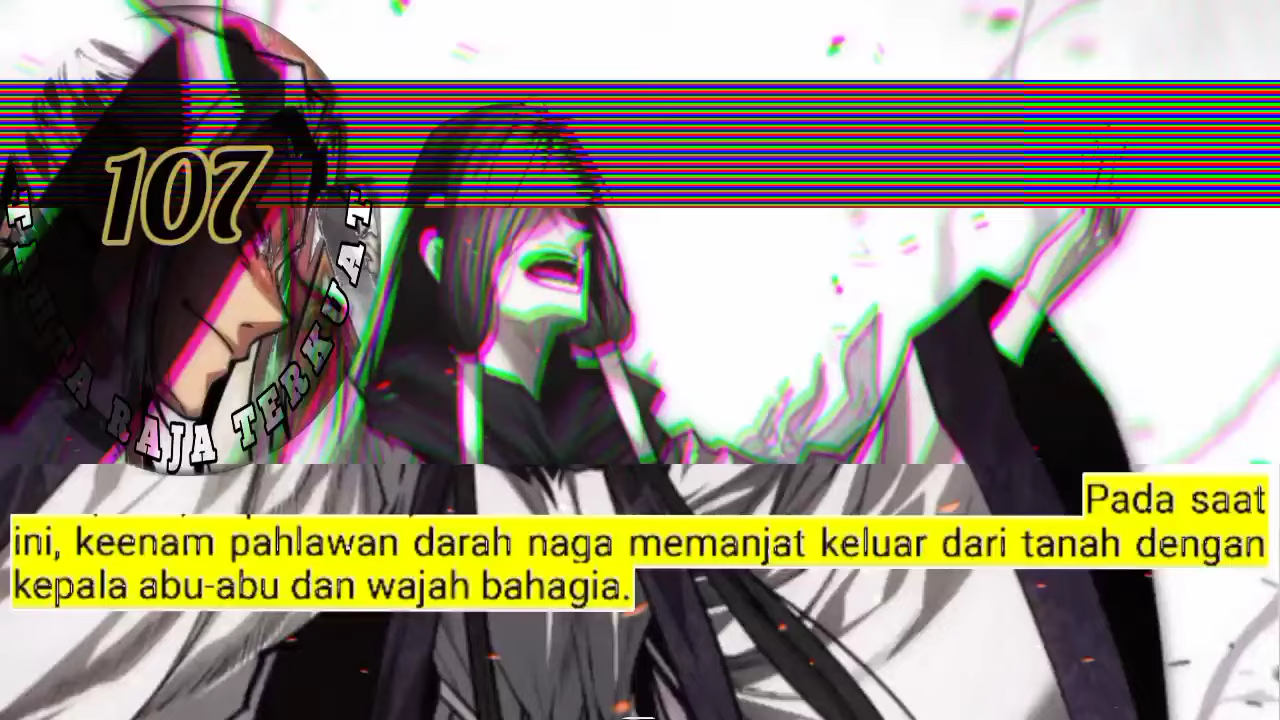 107
TAHTA RAJA TERKUAT
Pada saat
ini, keenam pahlawan darah naga memanjat keluar dari tanah dengan
kepala abu-abu dan wajah bahagia.